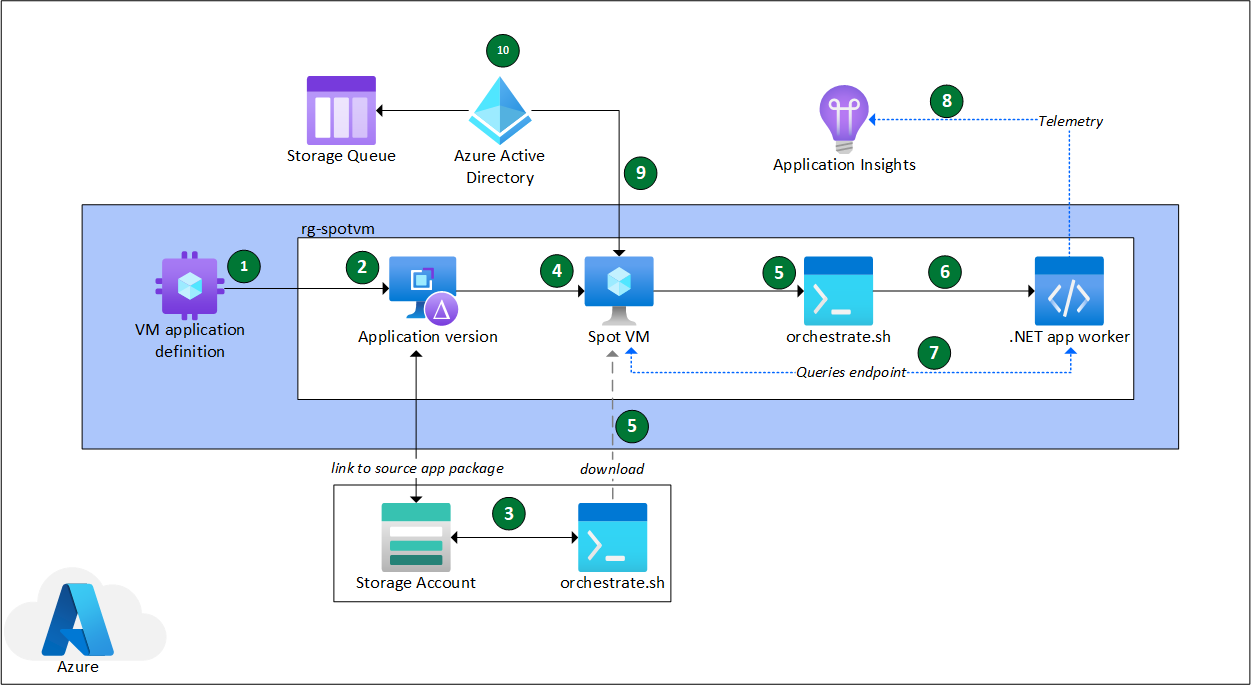 10
8
Telemetry
Storage Queue
Azure Active
Directory
Application Insights
9
rg-spotvm
1
2
4
5
6
VM application
definition
Application version
Spot VM
orchestrate.sh
.NET app worker
7
Queries endpoint
5
link to source app package
download
3
Storage Account
orchestrate.sh
Azure